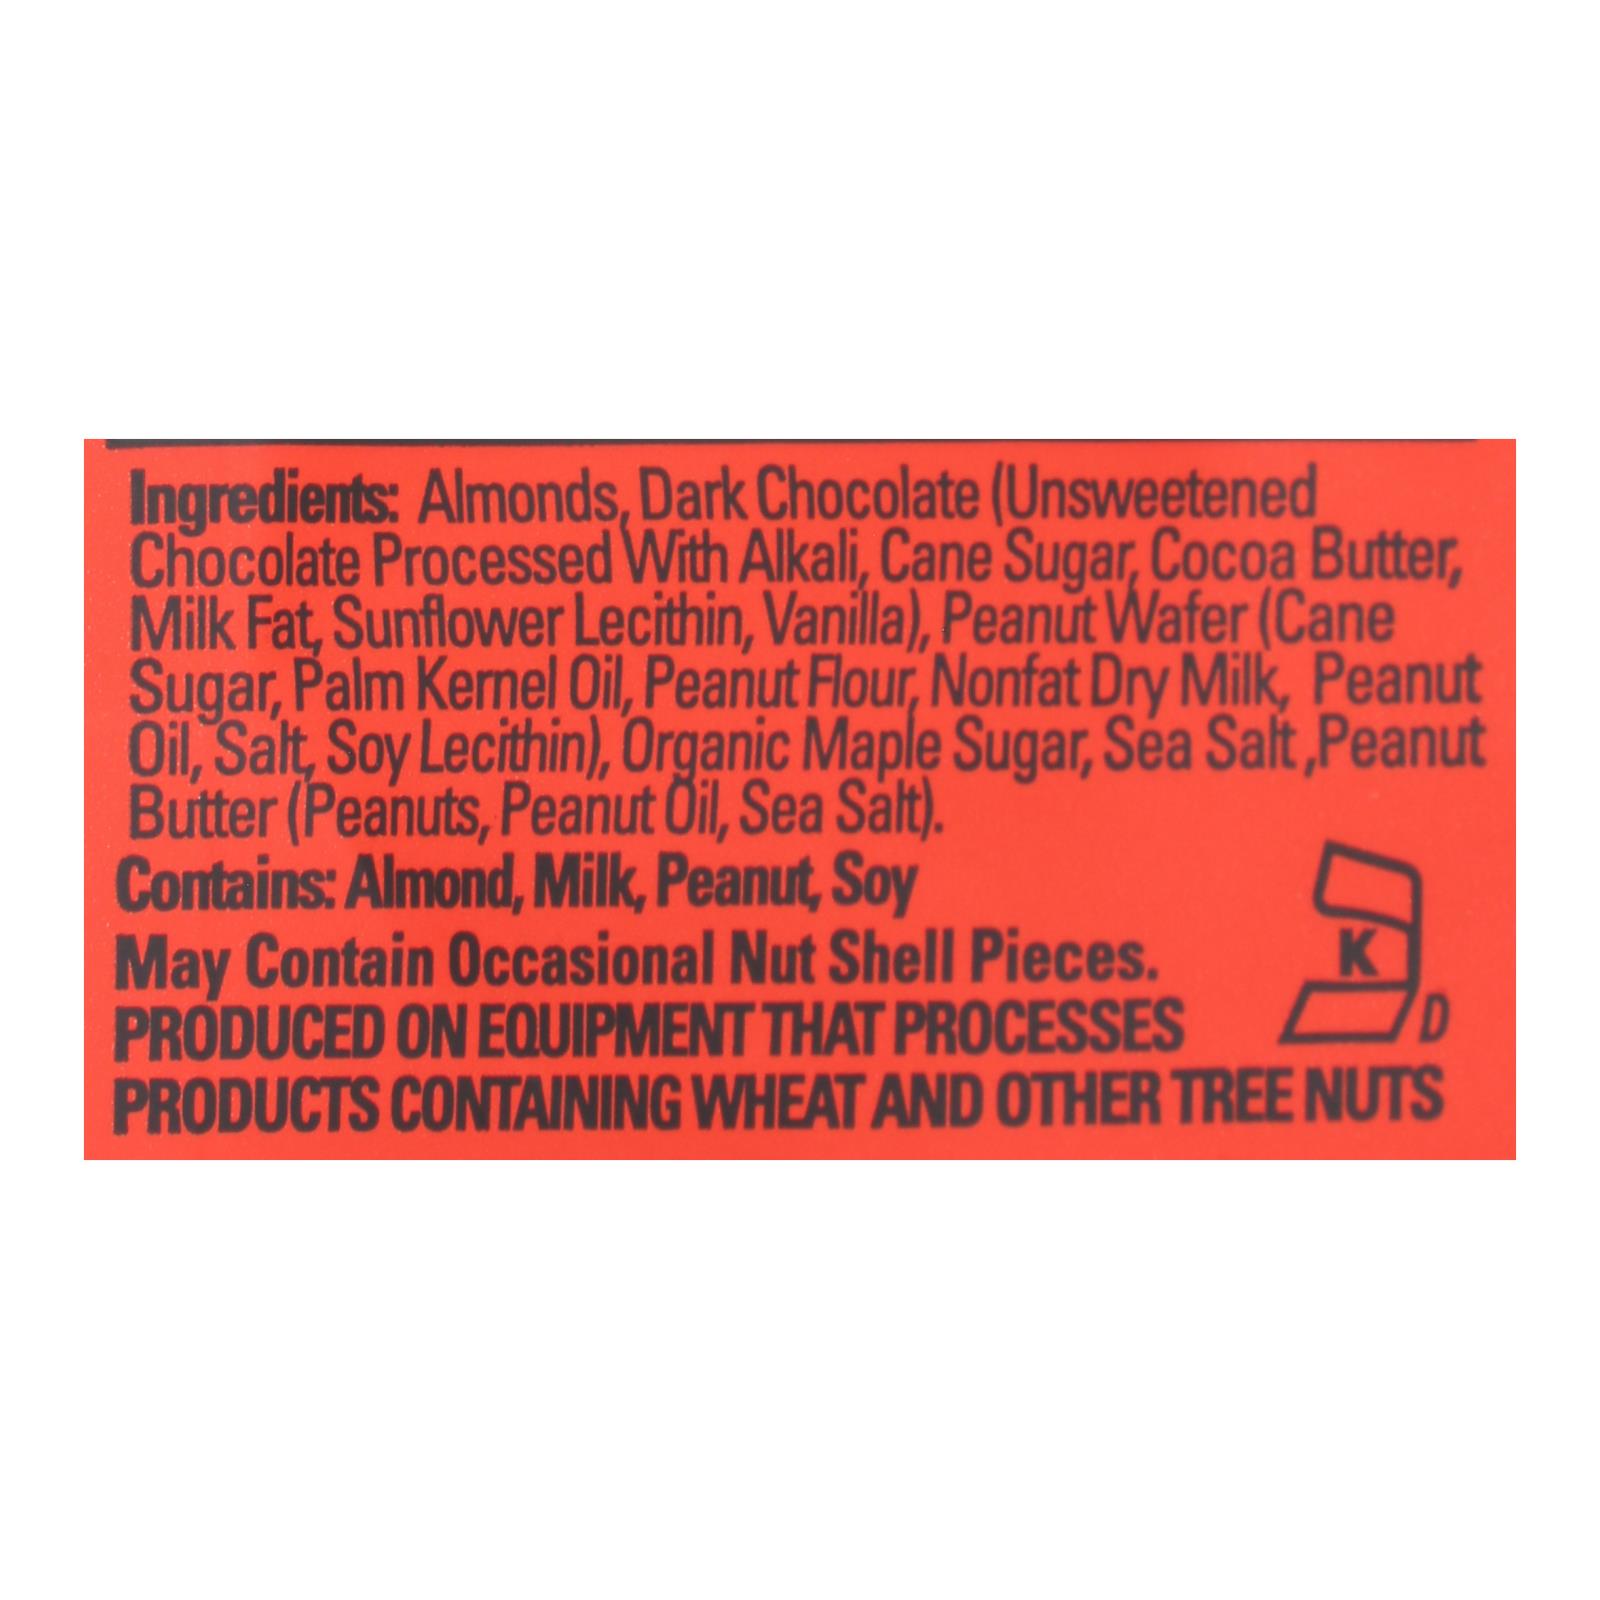 Ingredients: Almonds, Dark Chocolate (Unsweetened
Chocolate Processed With Alkali, Cane Sugar, Cocoa Butter,
Milk Fat, Sunflower Lecithin, Vanilla), Peanut Wafer (Cane
Sugar, Palm Kernel Oil, Peanut Flour, Nonfat Dry Milk, Peanut
Oil, Salt, Soy Lecithin), Organic Maple Sugar, Sea Salt ,Peanut
Butter (Peanuts, Peanut Oil, Sea Salt).
Contains: Almond, Milk, Peanut, Soy
May Contain Occasional Nut Shell Pieces.
PRODUCED ON EQUIPMENT THAT PROCESSES
PRODUCTS CONTAINING WHEAT AND OTHER TREE NUTS
K
D